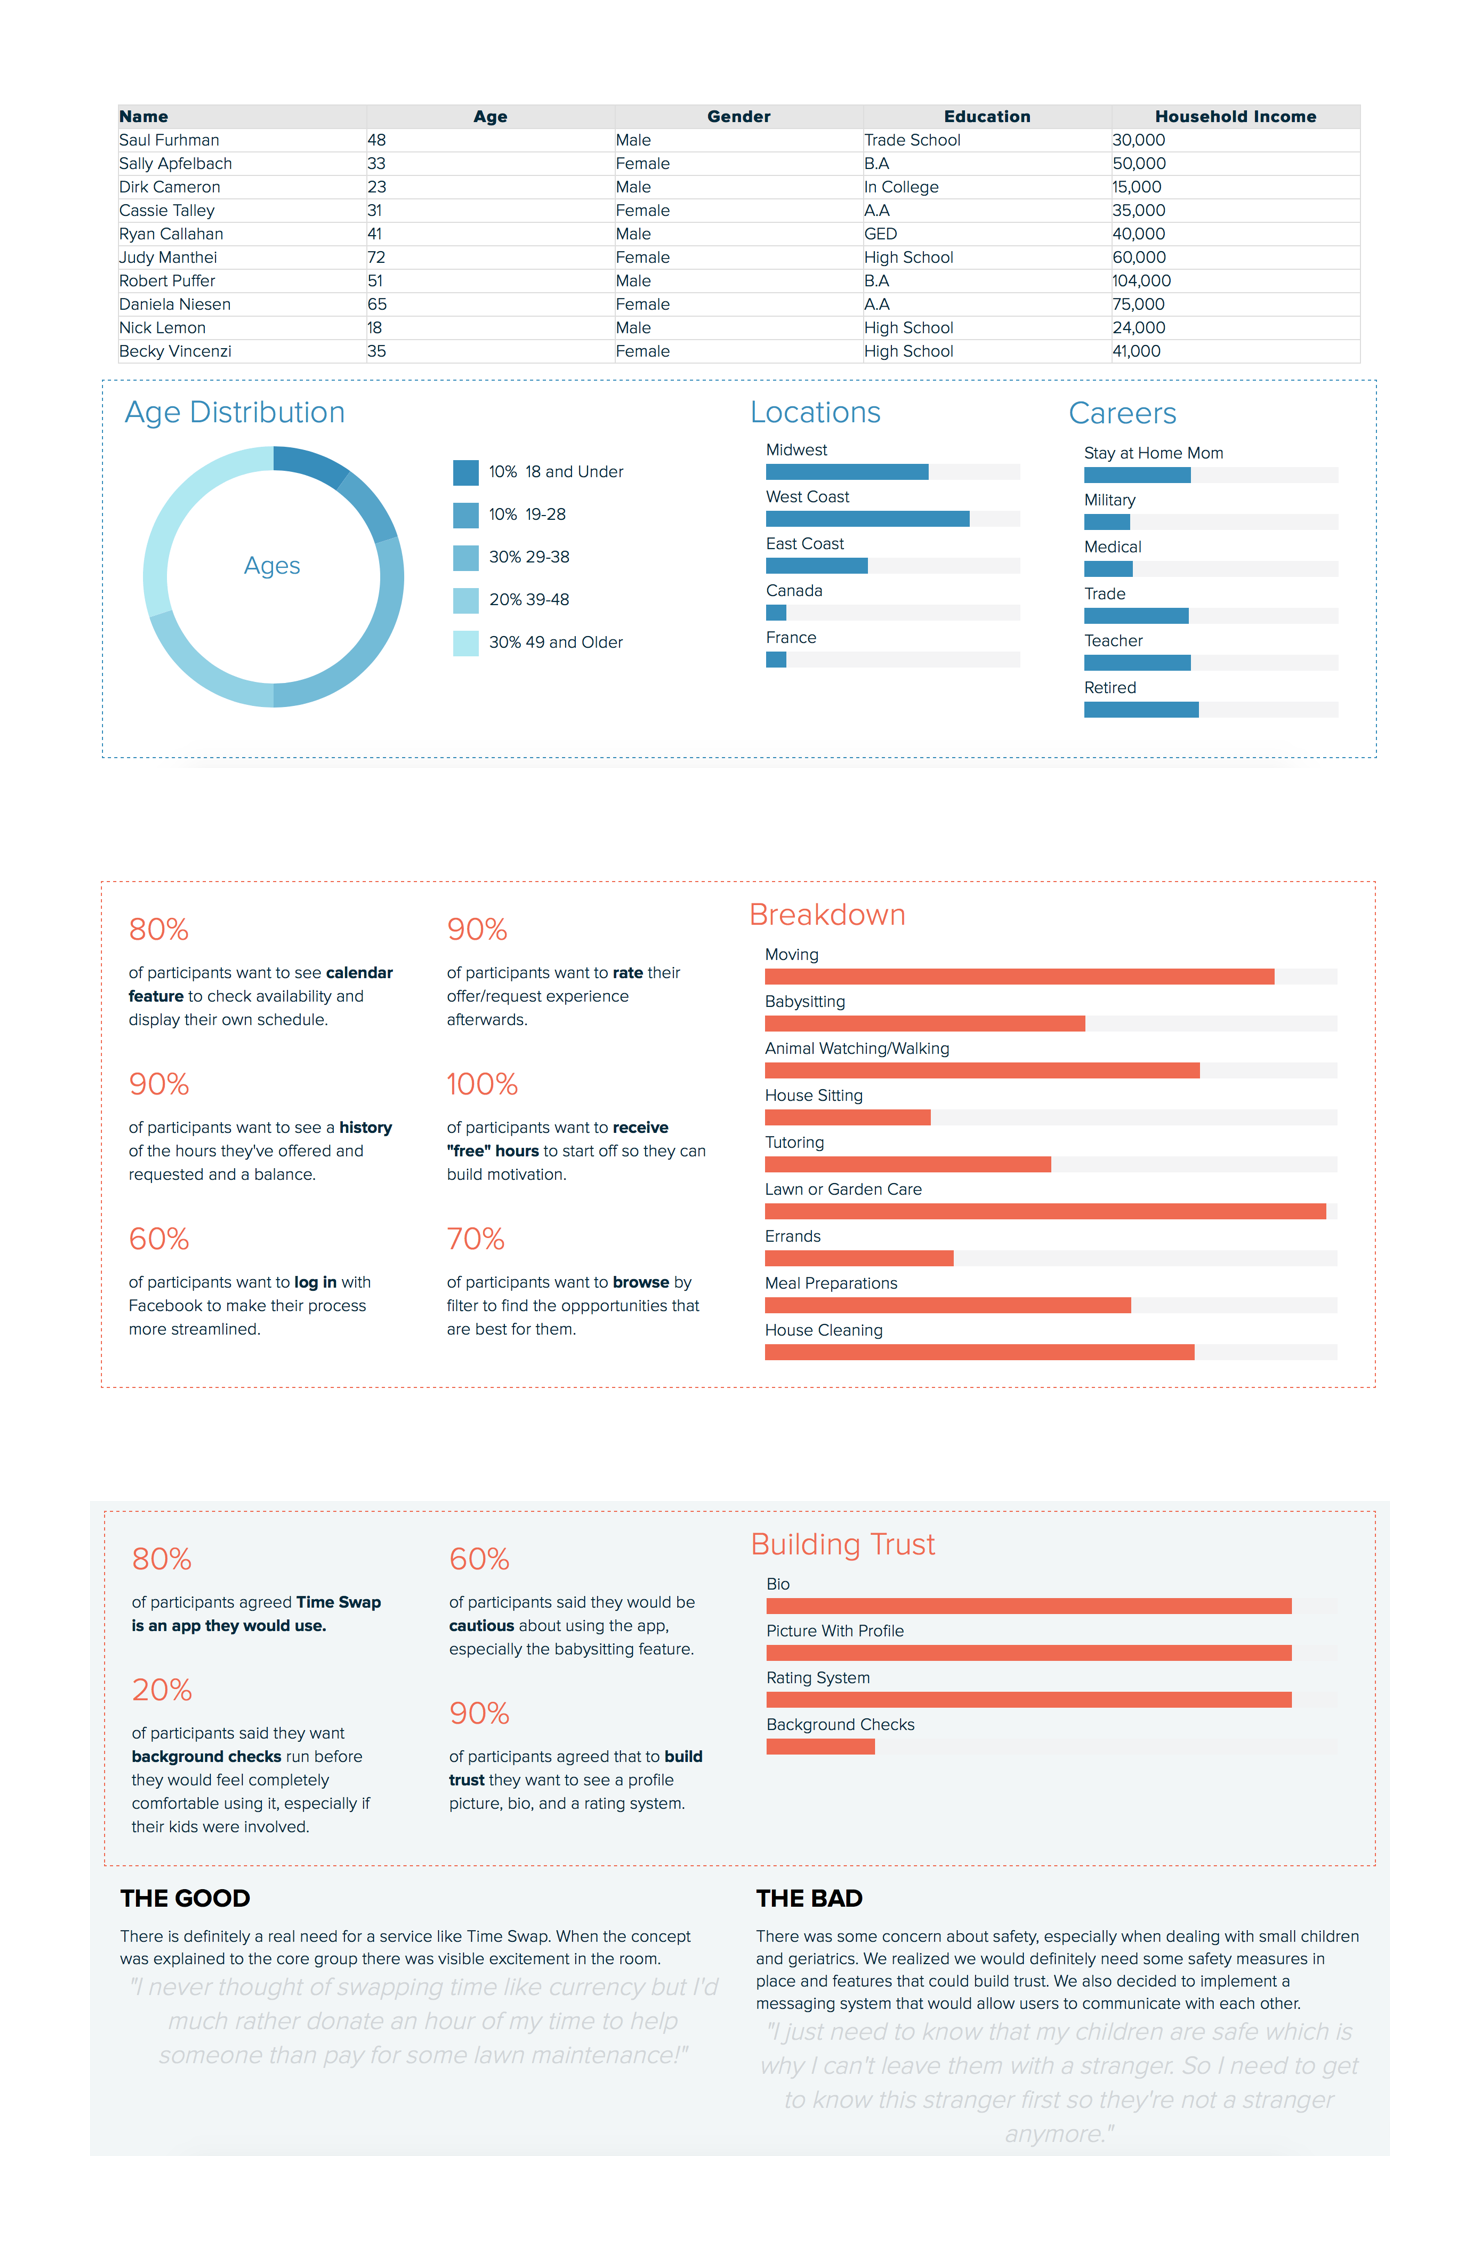 Name Age Gender Education Household Income
Saul Furhman 48 Male Trade School 30,000
Sally Apfelbach 33 Female B.A 50,000
Dirk Cameron 23 Male In College 15,000
Cassie Talley 31 Female A.A 35,000
Ryan Callahan 41 Male GED 40,000
Judy Manthei 72 Female High School 60,000
Robert Puffer 51 Male B.A 104,000
Daniela Niesen 65 Female A.A 75,000
Nick Lemon 18 Male High School 24,000
Becky Vincenzi 35 Female High School 41,000
Age Distribution
Ages
10% 18 and Under
10% 19-28
30% 29-38
20% 39-48
30% 49 and Older
Locations
Midwest
West Coast
East Coast
Canada
France
Careers
Stay at Home Mom
Military
Medical
Trade
Teacher
Retired
80%
of participants want to see calendar
feature to check availability and
display their own schedule.
90%
of participants want to rate their
offer/request experience
afterwards.
90%
of participants want to see a history
of the hours they've offered and
requested and a balance.
100%
of participants want to receive
"free" hours to start off so they can
build motivation.
60%
of participants want to log in with
Facebook to make their process
more streamlined.
70%
of participants want to browse by
filter to find the oppportunities that
are best for them.
Breakdown
Moving
Babysitting
Animal Watching/Walking
House Sitting
Tutoring
Lawn or Garden Care
Errands
Meal Preparations
House Cleaning
80%
of participants agreed Time Swap
is an app they would use.
60%
of participants said they would be
cautious about using the app,
especially the babysitting feature.
20%
of participants said they want
background checks run before
they would feel completely
comfortable using it, especially if
their kids were involved.
90%
of participants agreed that to build
trust they want to see a profile
picture, bio, and a rating system.
Building Trust
Bio
Picture With Profile
Rating System
Background Checks
THE GOOD
There is definitely a real need for a service like Time Swap. When the concept
was explained to the core group there was visible excitement in the room.
"I never thought of swapping time like currency but I'd
much rather donate an hour of my time to help
someone than pay for some lawn maintenance!"
THE BAD
There was some concern about safety, especially when dealing with small children
and geriatrics. We realized we would definitely need some safety measures in
place and features that could build trust. We also decided to implement a
messaging system that would allow users to communicate with each other.
"I just need to know that my children are safe which is
why I can't leave them with a stranger. So I need to get
to know this stranger first so they're not a stranger
anymore."